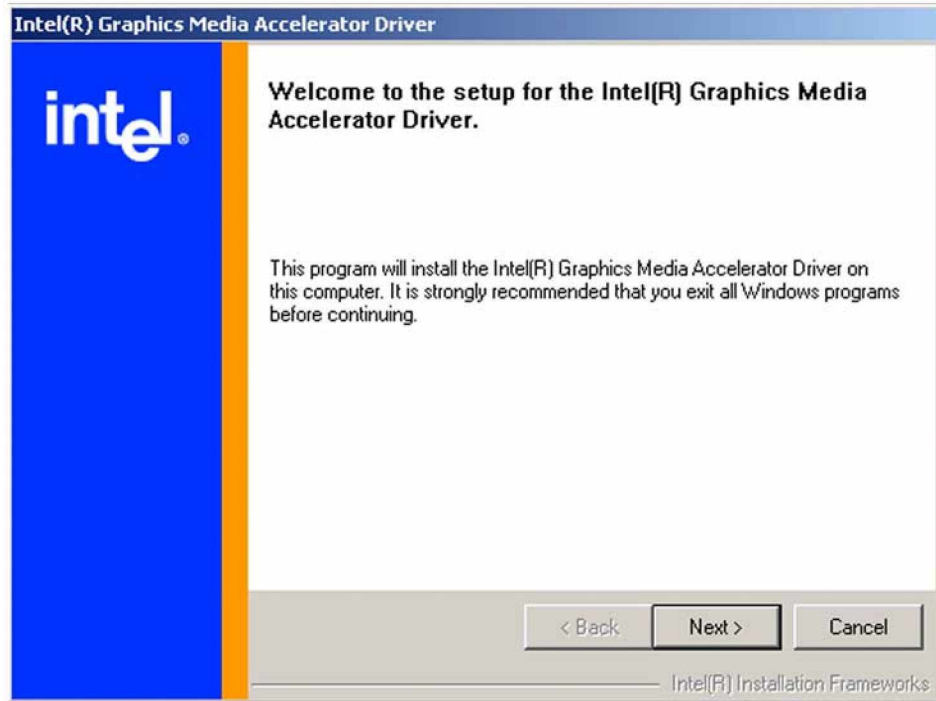 Intel(R) Graphics Media Accelerator Driver
intel®
Welcome to the setup for the Intel(R) Graphics Media
Accelerator Driver.
This program will install the Intel(R) Graphics Media Accelerator Driver on
this computer. It is strongly recommended that you exit all Windows programs
before continuing.
< Back
Next >
Cancel
Intel(R) Installation Frameworks